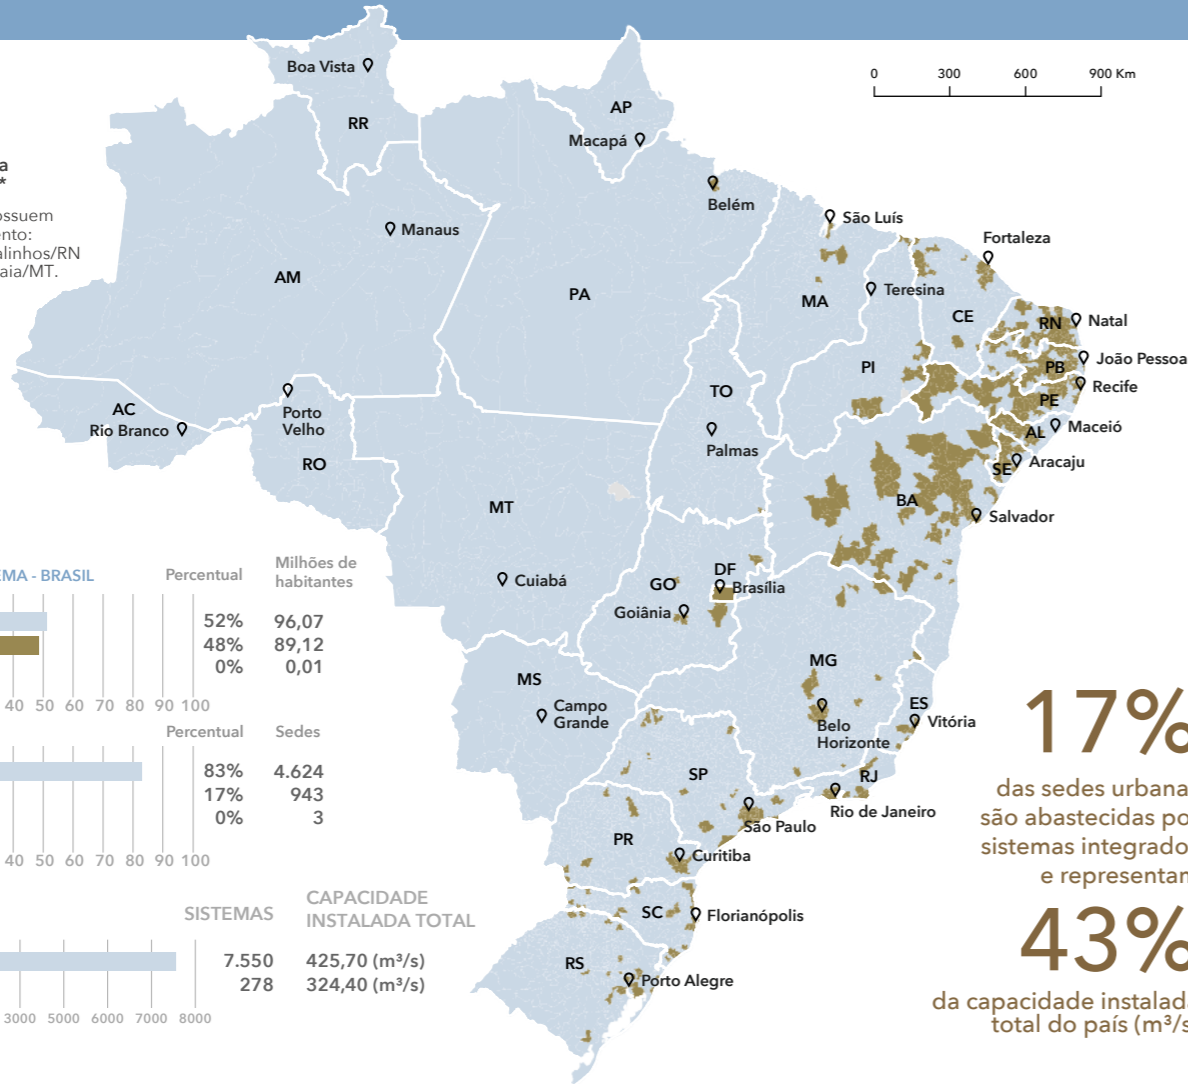 0 300 600 900 Km
Boa Vista
RR
AP
Macapá
Belém
São Luís
Fortaleza
ossuem
ento:
alinhos/RN
aia/MT.
Manaus
AM
PA
MA
Teresina
CE
RN
Natal
PI
PB
João Pessoa
Recife
PE
TO
Palmas
AC
Rio Branco
Porto
Velho
RO
AL
Maceió
SE
Aracaju
BA
Salvador
MT
Cuiabá
GO
DF
Brasília
Goiânia
MG
Belo
Horizonte
ES
Vitória
MS
Campo
Grande
SP
São Paulo
RJ
Rio de Janeiro
PR
Curitiba
SC
Florianópolis
RS
Porto Alegre
EMA - BRASIL
Percentual
Milhões de
habitantes
52% 96,07
48% 89,12
0% 0,01
40 50 60 70 80 90 100
Percentual Sedes
83% 4.624
17% 943
0% 3
40 50 60 70 80 90 100
SISTEMAS
CAPACIDADE
INSTALADA TOTAL
7.550 425,70 (m³/s)
278 324,40 (m³/s)
3000 5000 6000 7000 8000
17%
das sedes urbana
são abastecidas po
sistemas integrado
e representam
43%
da capacidade instalada
total do país (m³/s